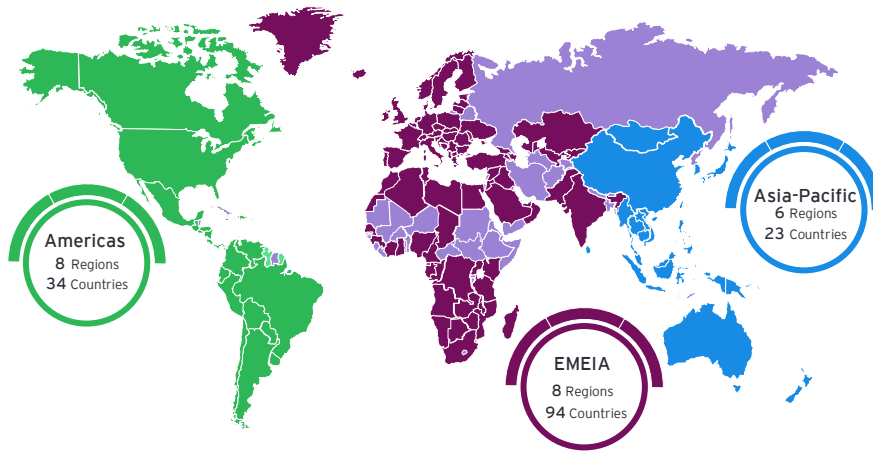 Americas
8 Regions
34 Countries
EMEIA
8 Regions
94 Countries
Asia-Pacific
6 Regions
23 Countries